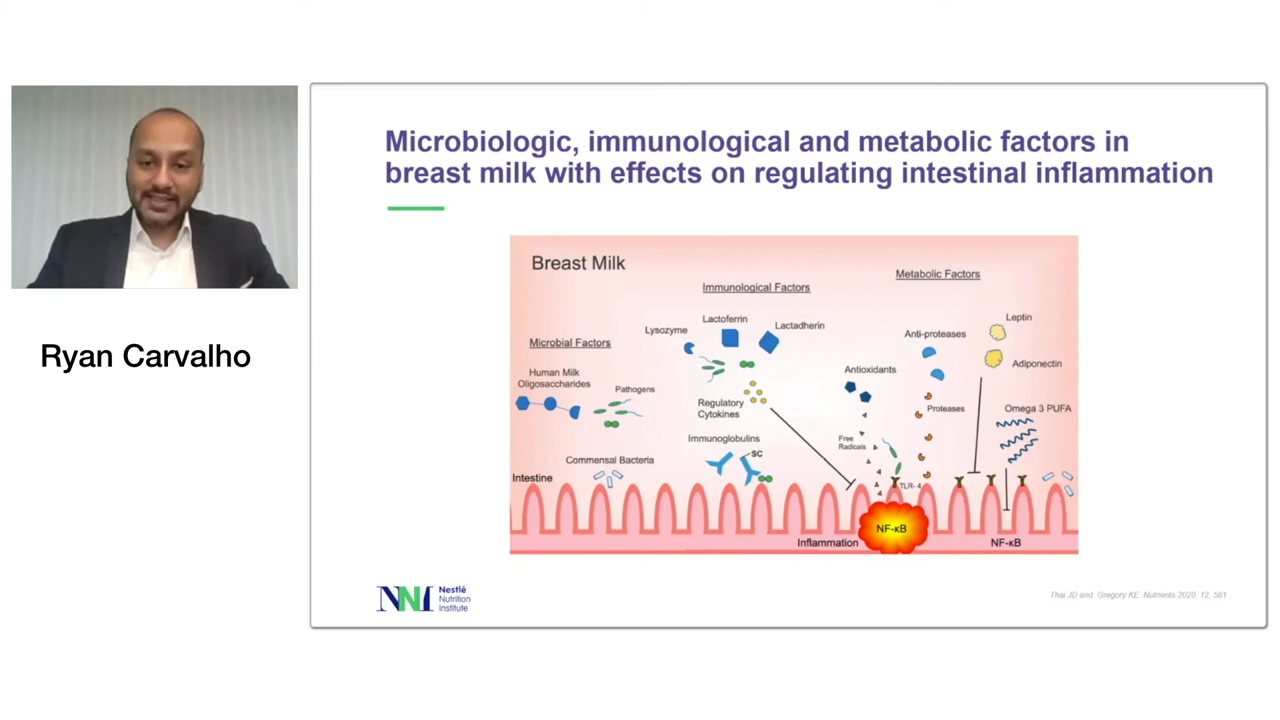 Ryan Carvalho
Microbiologic, immunological and metabolic factors in
breast milk with effects on regulating intestinal inflammation
Breast Milk
Microbial Factors
Human Milk
Oligosaccharides
Pathogens
Commensal Bacteria
Intestine
Immunological Factors
Lysozyme
Lactoferrin
Lactadherin
Regulatory
Cytokines
Immunoglobulins
SC
Metabolic Factors
Anti-proteases
Antioxidants
Proteases
Free
Radicals
TLR- 4
Leptin
Adiponectin
Omega 3 PUFA
Inflammation
NF-κB
NF-κB
NNI
Nestlé
Nutrition
Institute
Thai JD and Gregory KE. Nutrients 2020, 12, 561